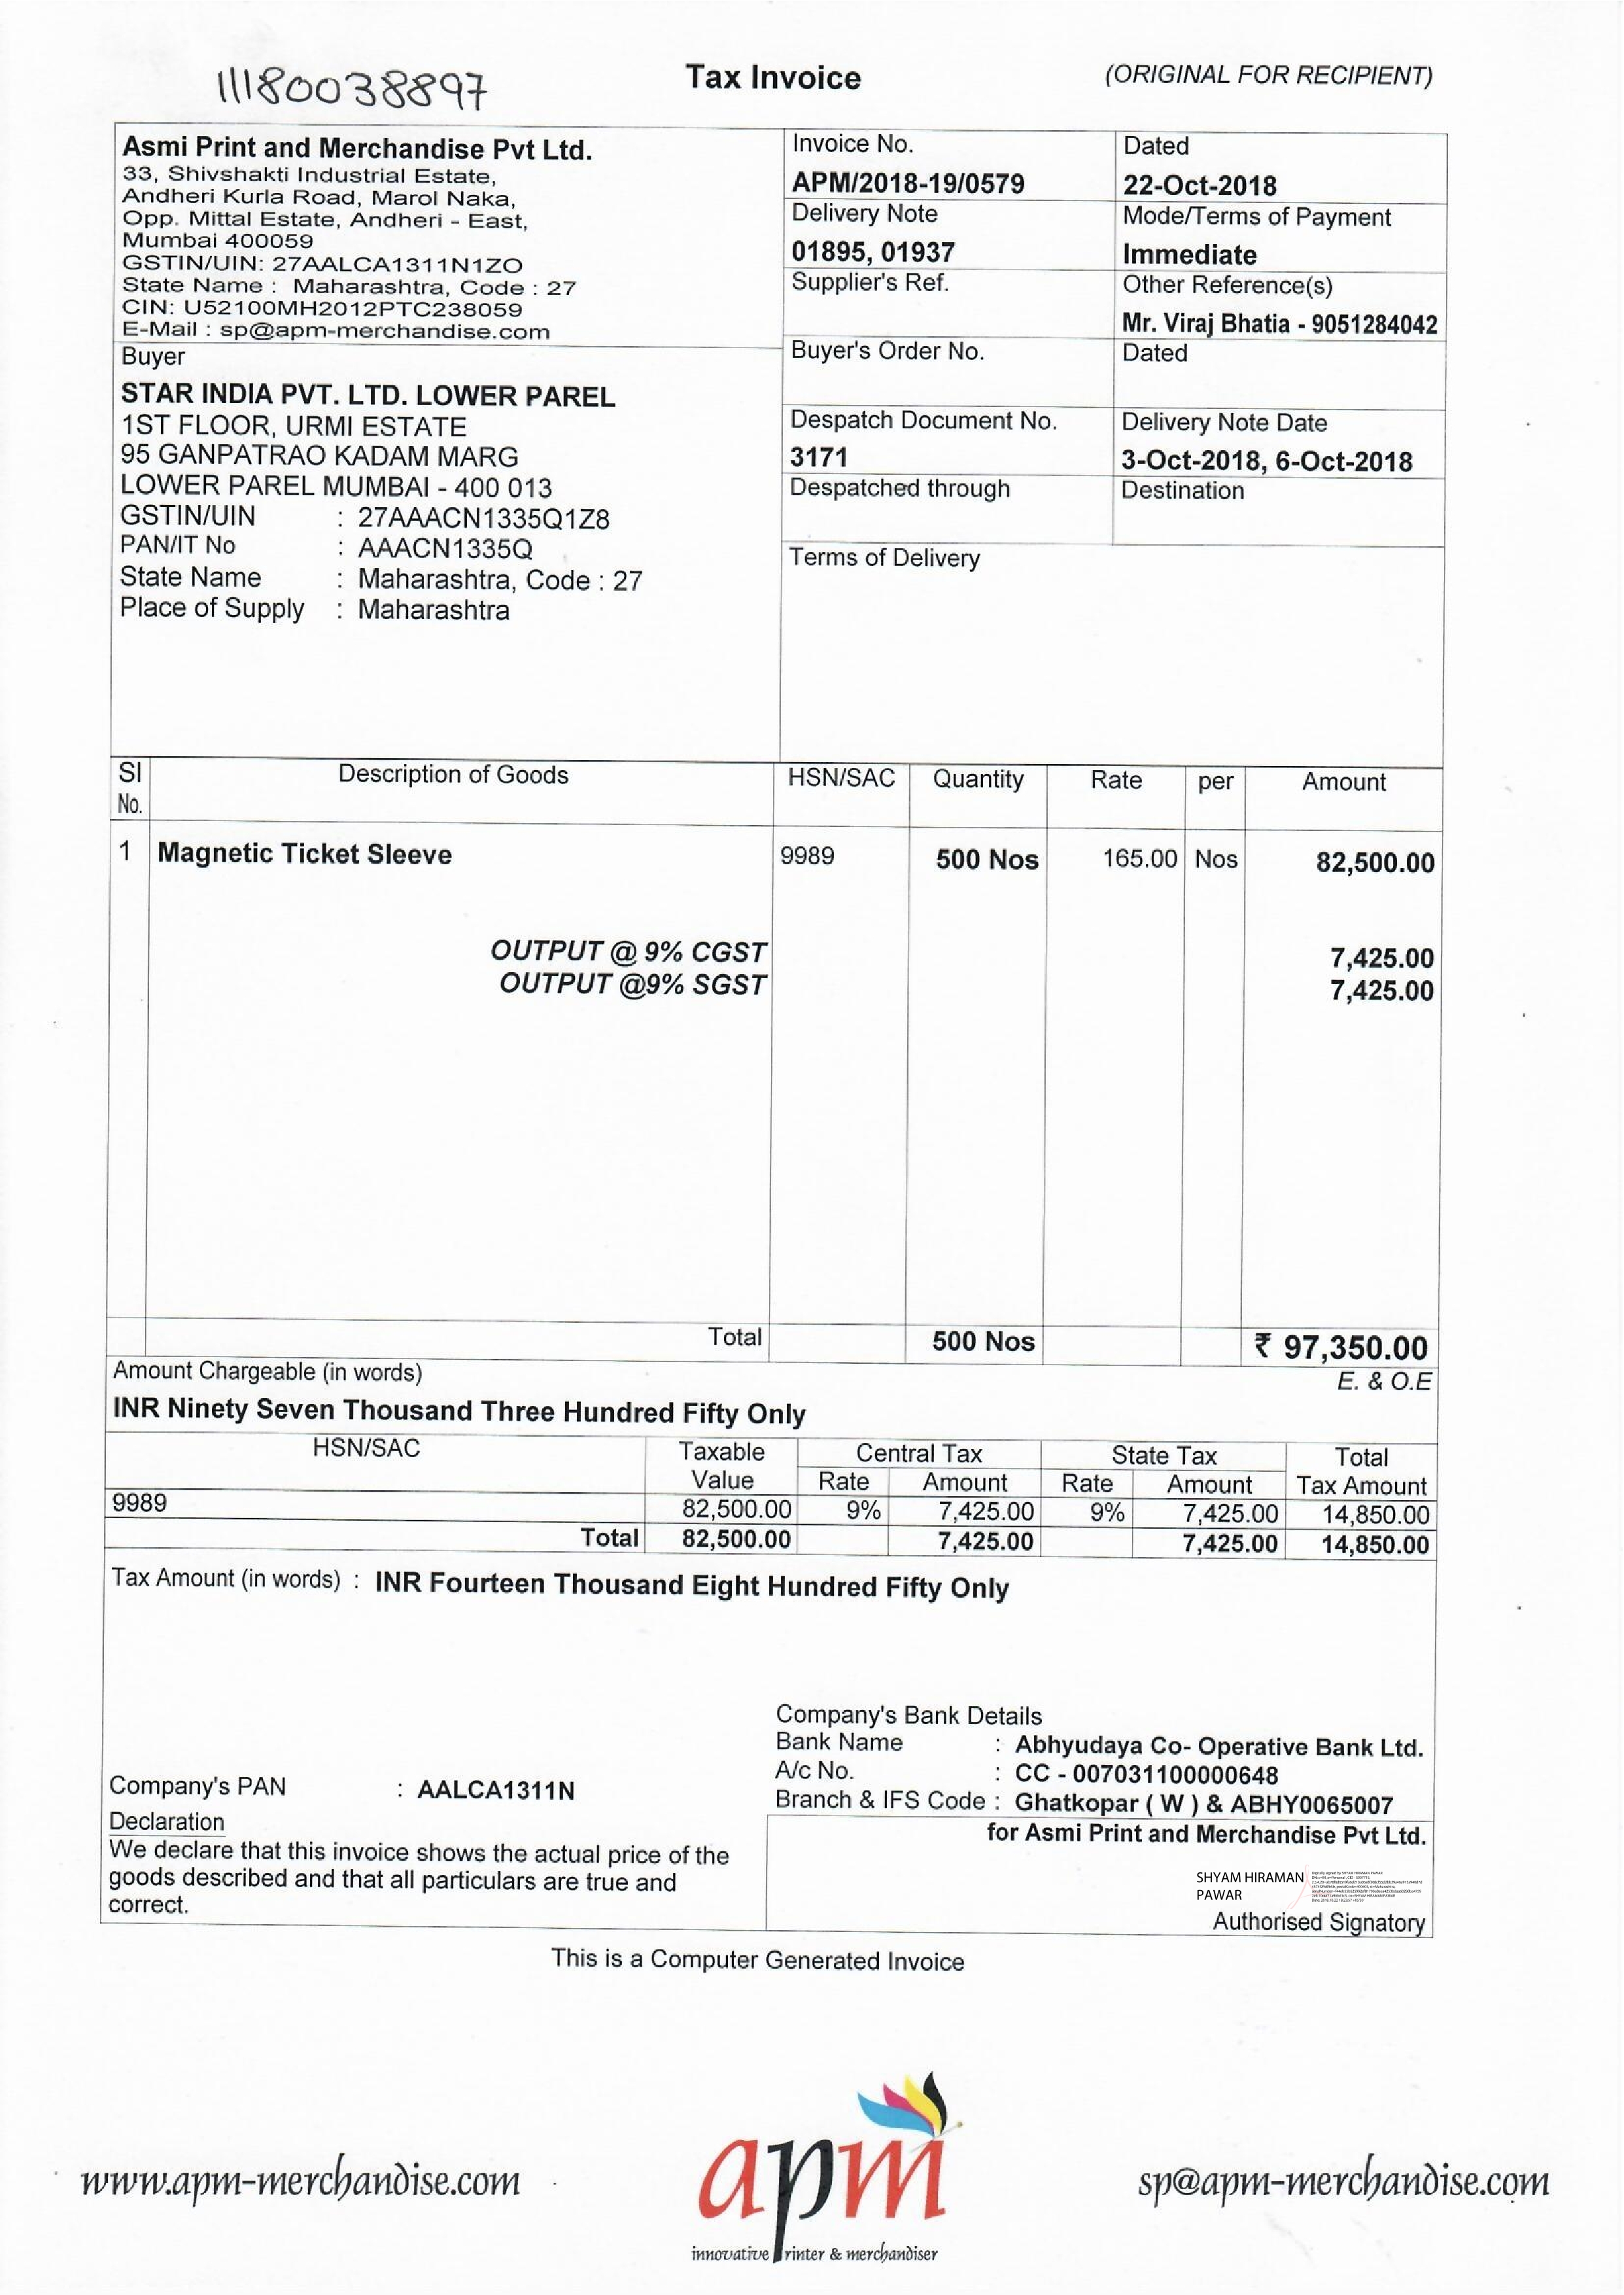 11180038897
Tax Invoice
(ORIGINAL FOR RECIPIENT)
Asmi Print and Merchandise Pvt Ltd.
33, Shivshakti Industrial Estate,
Andheri Kurla Road, Marol Naka,
Opp. Mittal Estate, Andheri - East,
Mumbai 400059
GSTIN/UIN: 27AALCA1311N1ZO
State Name : Maharashtra, Code : 27
CIN: U52100MH2012PTC238059
E-Mail : sp@apm-merchandise.com
Invoice No.
APM/2018-19/0579
Dated
22-Oct-2018
Delivery Note
01895, 01937
Mode/Terms of Payment
Immediate
Supplier's Ref.
Other Reference(s)
Mr. Viraj Bhatia - 9051284042
Buyer
STAR INDIA PVT. LTD. LOWER PAREL
1ST FLOOR, URMI ESTATE
95 GANPATRAO KADAM MARG
LOWER PAREL MUMBAI - 400 013
GSTIN/UIN : 27AAACN1335Q1Z8
PAN/IT No : AAACN1335Q
State Name : Maharashtra, Code : 27
Place of Supply : Maharashtra
Buyer's Order No.
Dated
Despatch Document No.
3171
Delivery Note Date
3-Oct-2018, 6-Oct-2018
Despatched through
Destination
Terms of Delivery
Sl No. Description of Goods HSN/SAC Quantity Rate per Amount
1 Magnetic Ticket Sleeve 9989 500 Nos 165.00 Nos 82,500.00
OUTPUT @ 9% CGST 7,425.00
OUTPUT @9% SGST 7,425.00
Total 500 Nos ₹ 97,350.00
Amount Chargeable (in words) E. & O.E
INR Ninety Seven Thousand Three Hundred Fifty Only
HSN/SAC Taxable Value Central Tax State Tax Total Tax Amount
Rate Amount Rate Amount
9989 82,500.00 9% 7,425.00 9% 7,425.00 14,850.00
Total 82,500.00 7,425.00 7,425.00 14,850.00
Tax Amount (in words) : INR Fourteen Thousand Eight Hundred Fifty Only
Company's Bank Details
Bank Name : Abhyudaya Co- Operative Bank Ltd.
A/c No. : CC - 007031100000648
Branch & IFS Code : Ghatkopar ( W ) & ABHY0065007
Company's PAN : AALCA1311N
Declaration
We declare that this invoice shows the actual price of the
goods described and that all particulars are true and
correct.
for Asmi Print and Merchandise Pvt Ltd.
SHYAM HIRAMAN
PAWAR
Authorised Signatory
This is a Computer Generated Invoice
www.apm-merchandise.com
apm
innovative Printer & merchandiser
sp@apm-merchandise.com